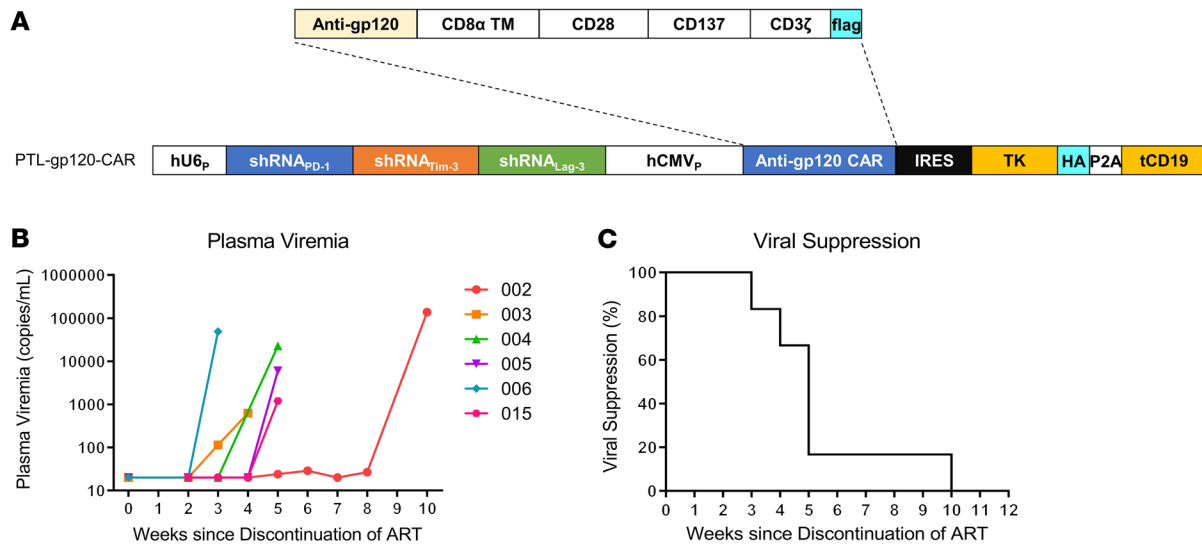 A
Anti-gp120 CD8α TM CD28 CD137 CD3ζ flag
PTL-gp120-CAR hU6P shRNAPD-1 shRNATim-3 shRNALag-3 hCMVP Anti-gp120 CAR IRES TK HA P2A tCD19
B
Plasma Viremia
Plasma Viremia (copies/mL)
1000000
100000
10000
1000
100
10
0 1 2 3 4 5 6 7 8 9 10
Weeks since Discontinuation of ART
002
003
004
005
006
015
C
Viral Suppression
Viral Suppression (%)
100
80
60
40
20
0
0 1 2 3 4 5 6 7 8 9 10 11 12
Weeks since Discontinuation of ART